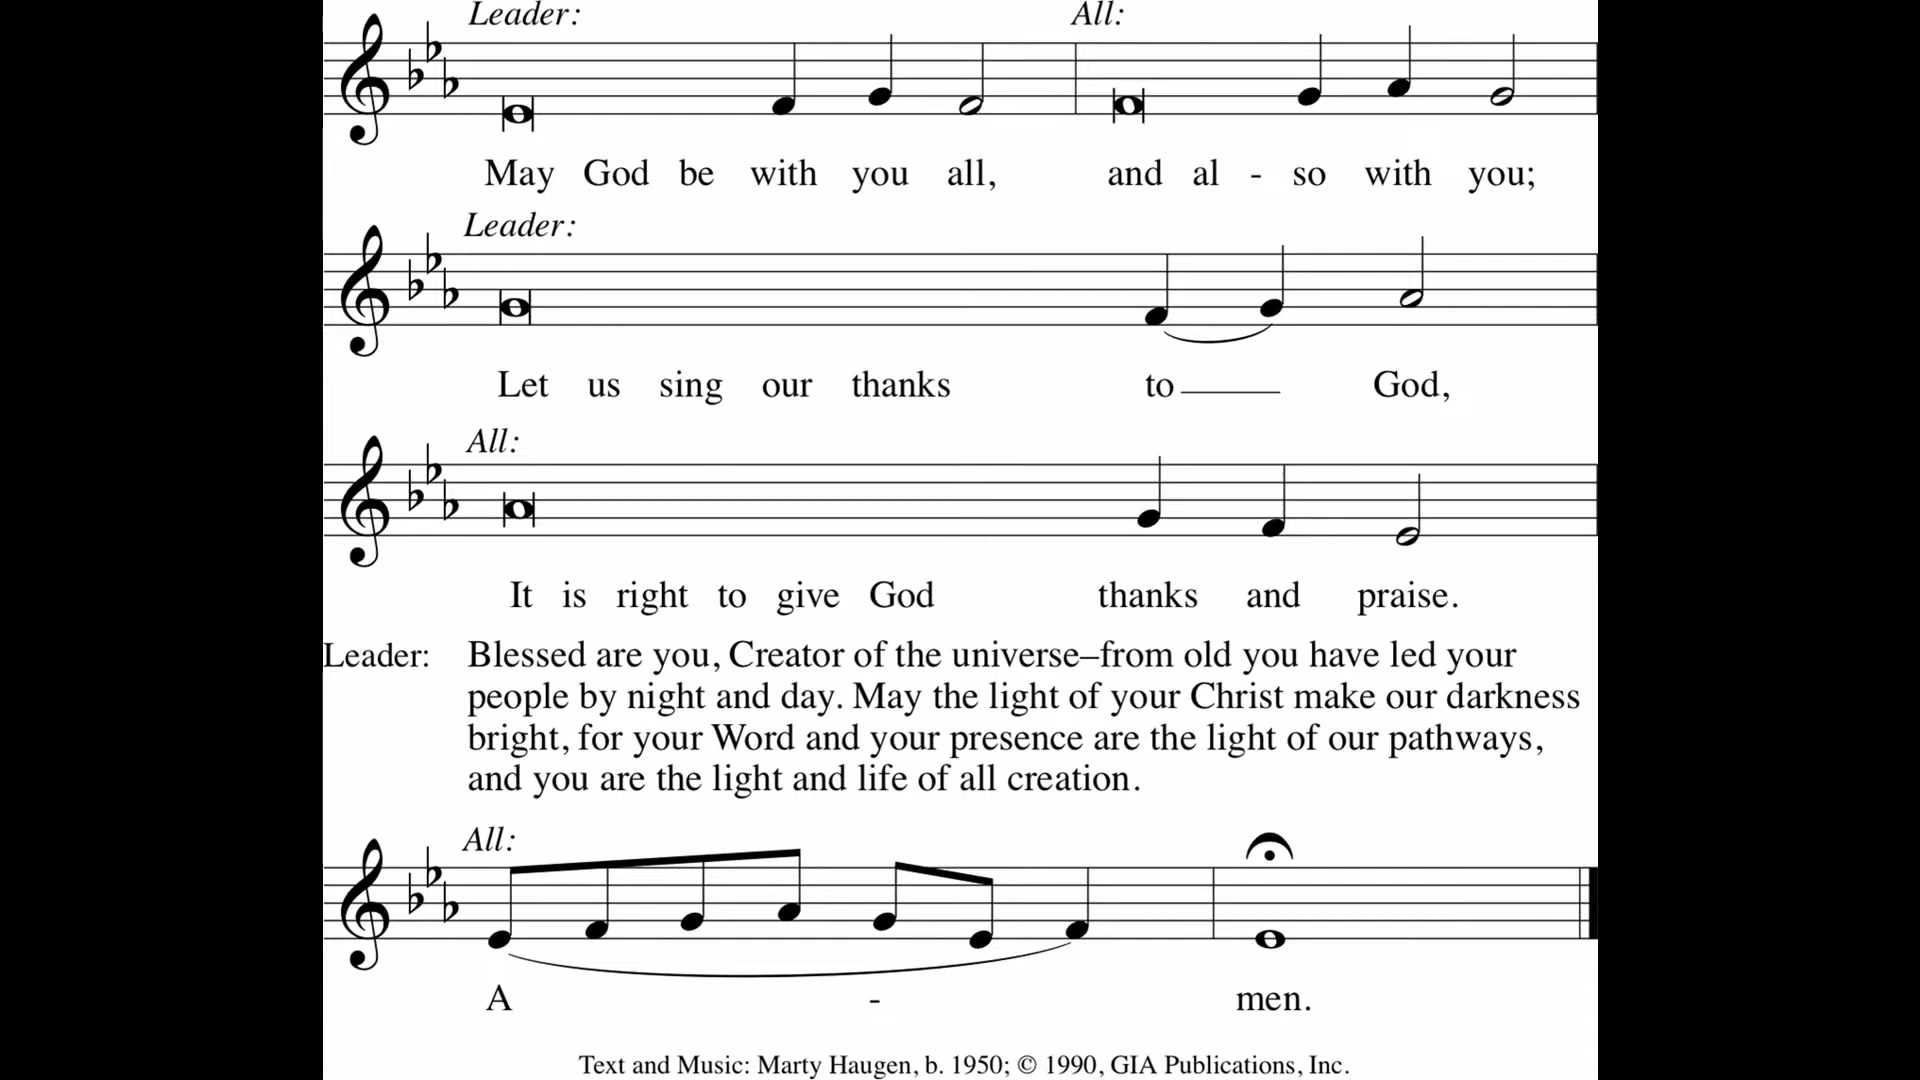 Leader: All:
May God be with you all, and al - so with you;
Leader:
Let us sing our thanks to God,
All:
It is right to give God thanks and praise.
Leader: Blessed are you, Creator of the universe–from old you have led your
people by night and day. May the light of your Christ make our darkness
bright, for your Word and your presence are the light of our pathways,
and you are the light and life of all creation.
All:
A - men.
Text and Music: Marty Haugen, b. 1950; © 1990, GIA Publications, Inc.